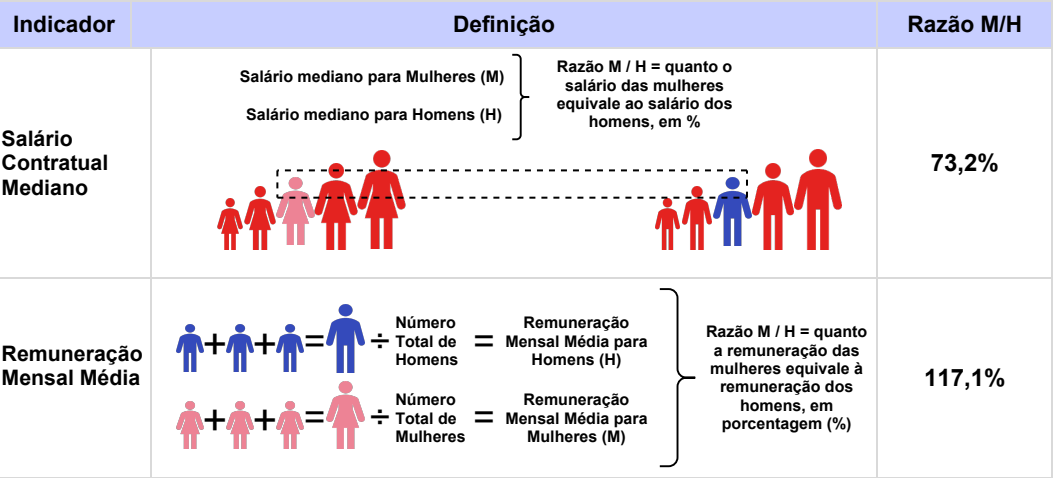 Indicador
Definição
Razão M/H
Salário
Contratual
Mediano
Salário mediano para Mulheres (M)
Salário mediano para Homens (H)
Razão M / H = quanto o
salário das mulheres
equivale ao salário dos
homens, em %
73,2%
Remuneração
Mensal Média
+ + = ÷
Número
Total de
Homens
=
Remuneração
Mensal Média para
Homens (H)
+ + = ÷
Número
Total de
Mulheres
=
Remuneração
Mensal Média para
Mulheres (M)
Razão M / H = quanto
a remuneração das
mulheres equivale à
remuneração dos
homens, em
porcentagem (%)
117,1%